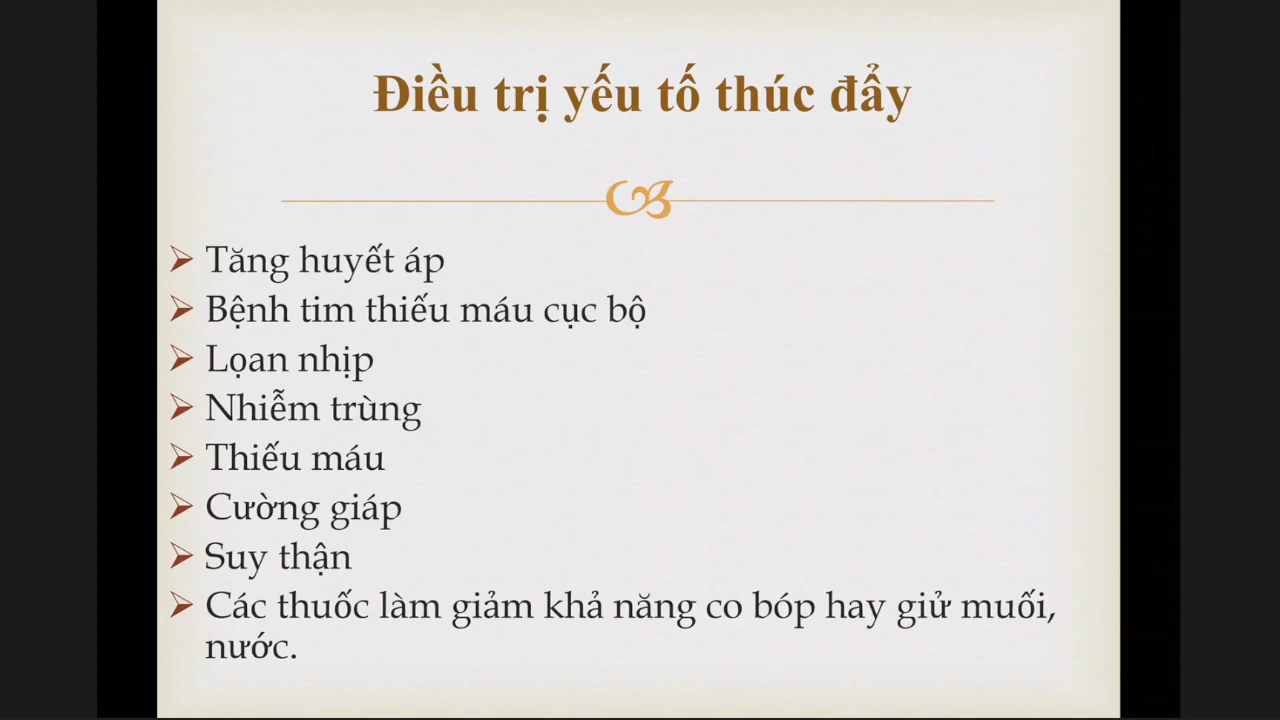 Điều trị yếu tố thúc đẩy
Tăng huyết áp
Bệnh tim thiếu máu cục bộ
Lọan nhịp
Nhiễm trùng
Thiếu máu
Cường giáp
Suy thận
Các thuốc làm giảm khả năng co bóp hay giử muối,
nước.